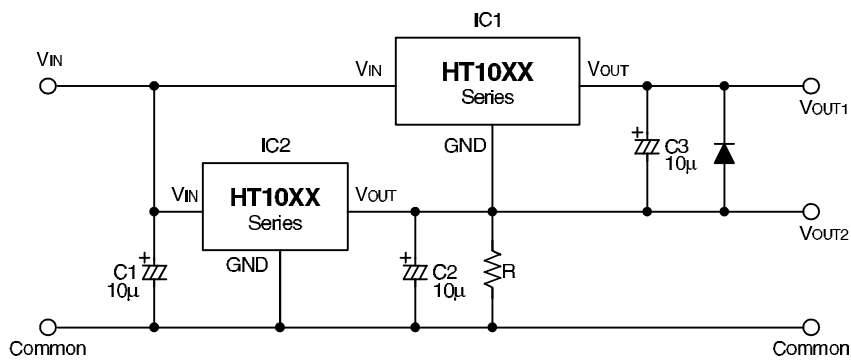 IC1
VIN
VIN
HT10XX
Series
VOUT
VOUT1
GND
C3
10μ
IC2
VIN
HT10XX
Series
VOUT
VOUT2
GND
C1
10μ
C2
10μ
R
Common
Common